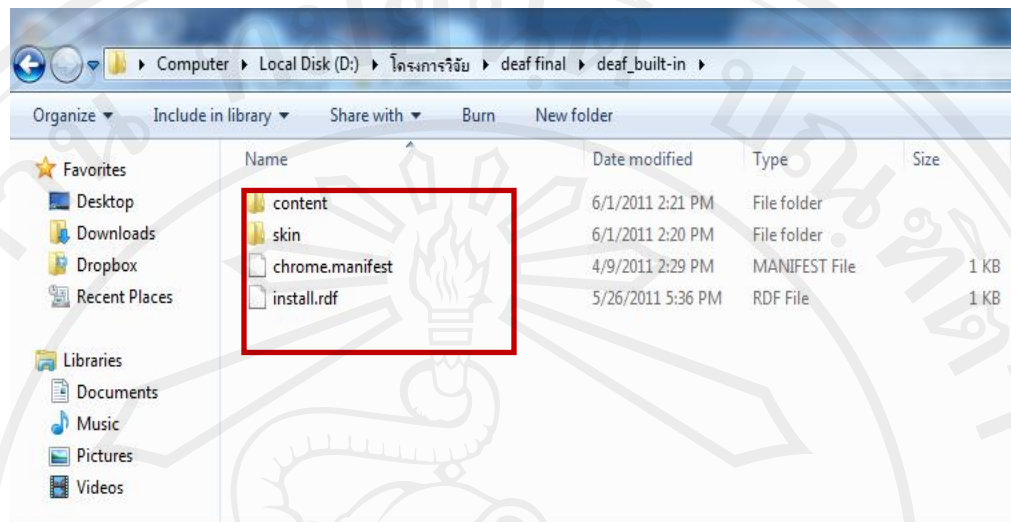 Computer ▸ Local Disk (D:) ▸ โครงการวิจัย ▸ deaf final ▸ deaf_built-in ▸
Organize Include in library Share with Burn New folder
Name Date modified Type Size
Favorites
Desktop
Downloads
Dropbox
Recent Places
Libraries
Documents
Music
Pictures
Videos
content 6/1/2011 2:21 PM File folder
skin 6/1/2011 2:20 PM File folder
chrome.manifest 4/9/2011 2:29 PM MANIFEST File 1 KB
install.rdf 5/26/2011 5:36 PM RDF File 1 KB